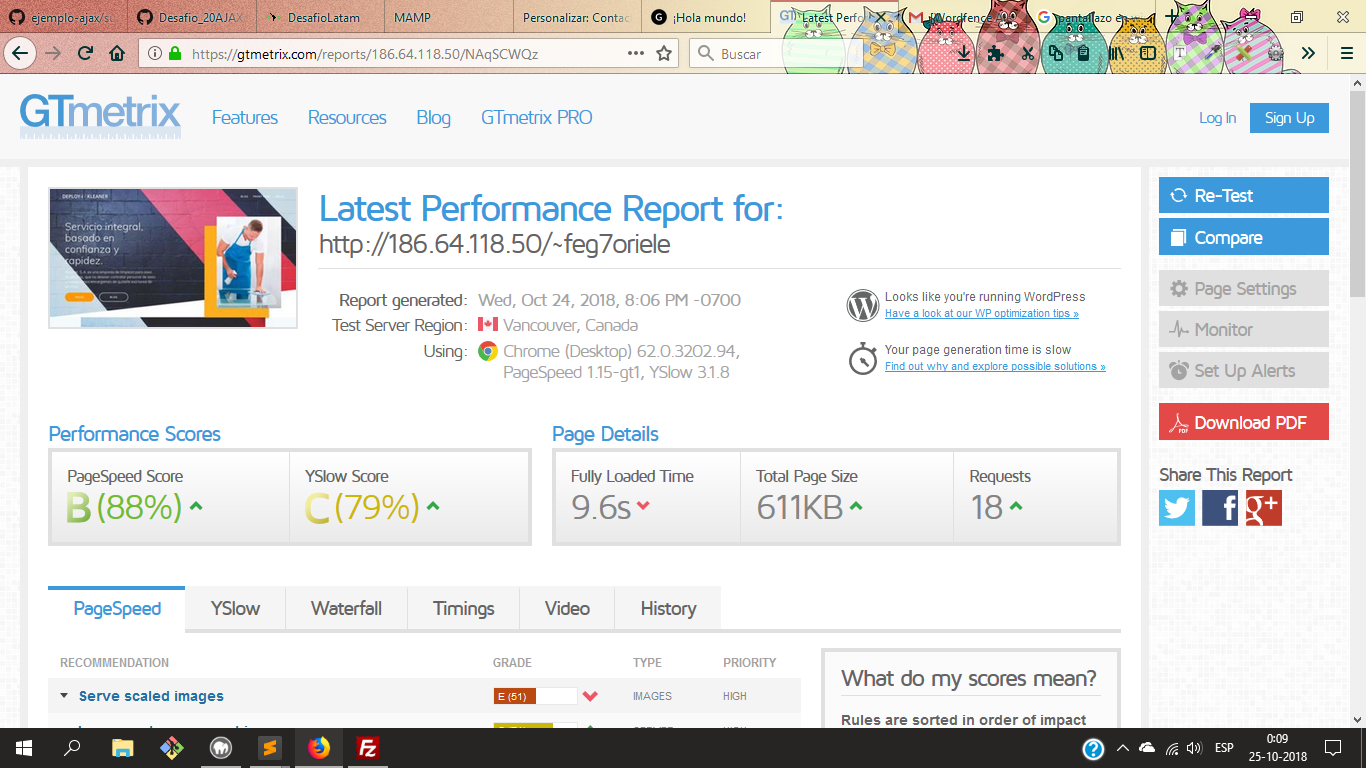 ejemplo-ajax/su
Desafio_20AJAX
DesafioLatam
MAMP
Personalizar: Contac
¡Hola mundo!
Latest Perfo
pantallazo en
https://gtmetrix.com/reports/186.64.118.50/NAqSCWQz
Buscar
GTmetrix
Features
Resources
Blog
GTmetrix PRO
Log In
Sign Up
DEPLOY-I KLEANER
Servicio integral,
basado en
confianza y
rapidez.
Latest Performance Report for:
http://186.64.118.50/~feg7oriele
Report generated: Wed, Oct 24, 2018, 8:06 PM -0700
Test Server Region: Vancouver, Canada
Using: Chrome (Desktop) 62.0.3202.94,
PageSpeed 1.15-gt1, YSlow 3.1.8
Looks like you're running WordPress
Have a look at our WP optimization tips »
Your page generation time is slow
Find out why and explore possible solutions »
Re-Test
Compare
Page Settings
Monitor
Set Up Alerts
Download PDF
Share This Report
Performance Scores
PageSpeed Score
B (88%)
YSlow Score
C (79%)
Page Details
Fully Loaded Time
9.6s
Total Page Size
611KB
Requests
18
PageSpeed
YSlow
Waterfall
Timings
Video
History
RECOMMENDATION GRADE TYPE PRIORITY
Serve scaled images E (51) IMAGES HIGH
What do my scores mean?
Rules are sorted in order of impact
ESP
0:09
25-10-2018